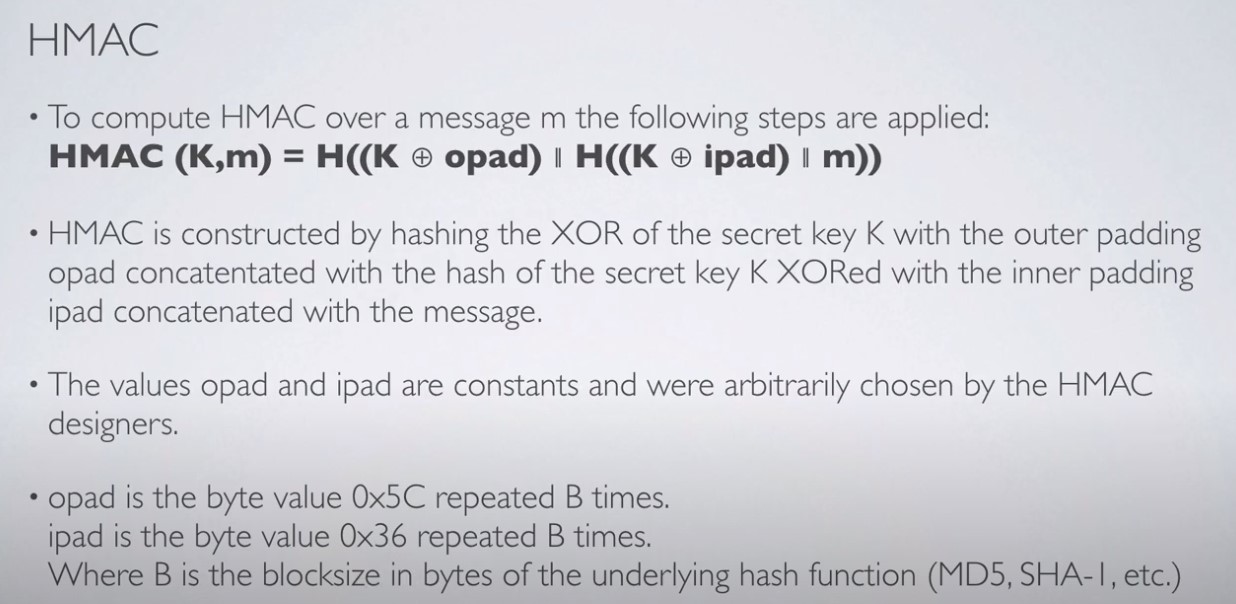 HMAC
• To compute HMAC over a message m the following steps are applied:
HMAC (K,m) = H((K ⊕ opad) ∥ H((K ⊕ ipad) ∥ m))
• HMAC is constructed by hashing the XOR of the secret key K with the outer padding
opad concatentated with the hash of the secret key K XORed with the inner padding
ipad concatenated with the message.
• The values opad and ipad are constants and were arbitrarily chosen by the HMAC
designers.
• opad is the byte value 0x5C repeated B times.
ipad is the byte value 0x36 repeated B times.
Where B is the blocksize in bytes of the underlying hash function (MD5, SHA-1, etc.)